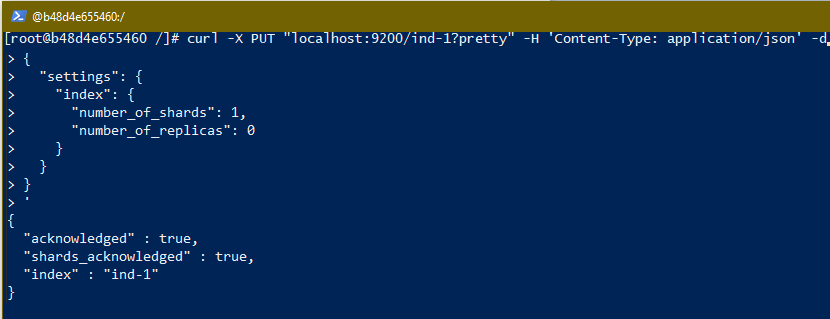 @b48d4e655460:/
[root@b48d4e655460 /]# curl -X PUT "localhost:9200/ind-1?pretty" -H 'Content-Type: application/json' -d
> {
>   "settings": {
>     "index": {
>       "number_of_shards": 1,
>       "number_of_replicas": 0
>     }
>   }
> }
> '
{
  "acknowledged" : true,
  "shards_acknowledged" : true,
  "index" : "ind-1"
}